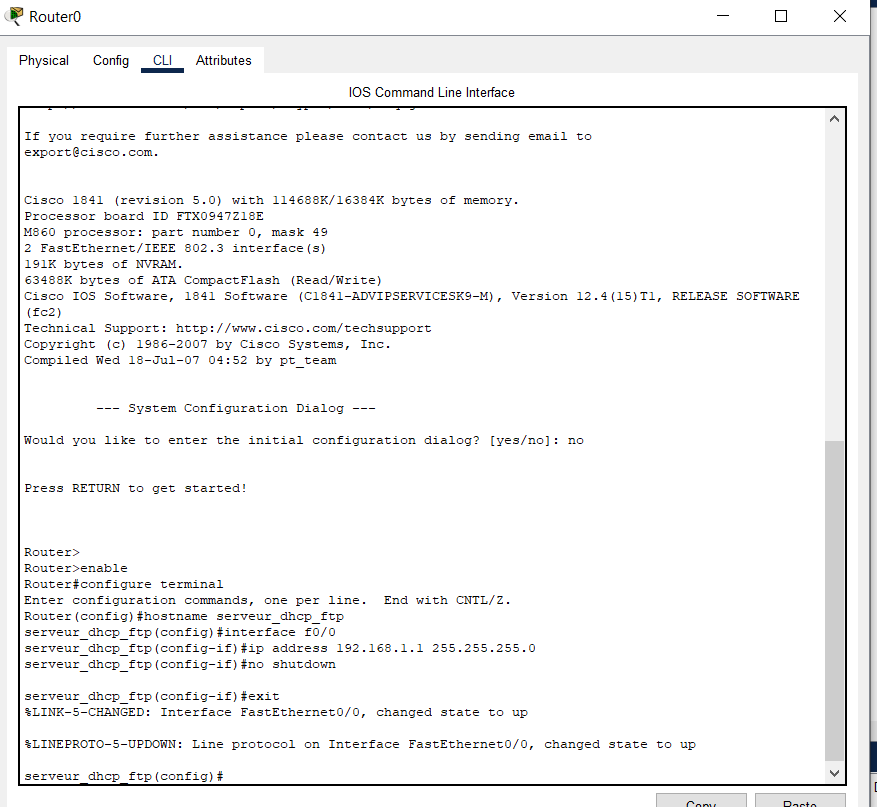 Router0
Physical Config CLI Attributes
IOS Command Line Interface
If you require further assistance please contact us by sending email to
export@cisco.com.
Cisco 1841 (revision 5.0) with 114688K/16384K bytes of memory.
Processor board ID FTX0947Z18E
M860 processor: part number 0, mask 49
2 FastEthernet/IEEE 802.3 interface(s)
191K bytes of NVRAM.
63488K bytes of ATA CompactFlash (Read/Write)
Cisco IOS Software, 1841 Software (C1841-ADVIPSERVICESK9-M), Version 12.4(15)T1, RELEASE SOFTWARE
(fc2)
Technical Support: http://www.cisco.com/techsupport
Copyright (c) 1986-2007 by Cisco Systems, Inc.
Compiled Wed 18-Jul-07 04:52 by pt_team
--- System Configuration Dialog ---
Would you like to enter the initial configuration dialog? [yes/no]: no
Press RETURN to get started!
Router>
Router>enable
Router#configure terminal
Enter configuration commands, one per line.  End with CNTL/Z.
Router(config)#hostname serveur_dhcp_ftp
serveur_dhcp_ftp(config)#interface f0/0
serveur_dhcp_ftp(config-if)#ip address 192.168.1.1 255.255.255.0
serveur_dhcp_ftp(config-if)#no shutdown
serveur_dhcp_ftp(config-if)#exit
%LINK-5-CHANGED: Interface FastEthernet0/0, changed state to up
%LINEPROTO-5-UPDOWN: Line protocol on Interface FastEthernet0/0, changed state to up
serveur_dhcp_ftp(config)#
Copy Paste